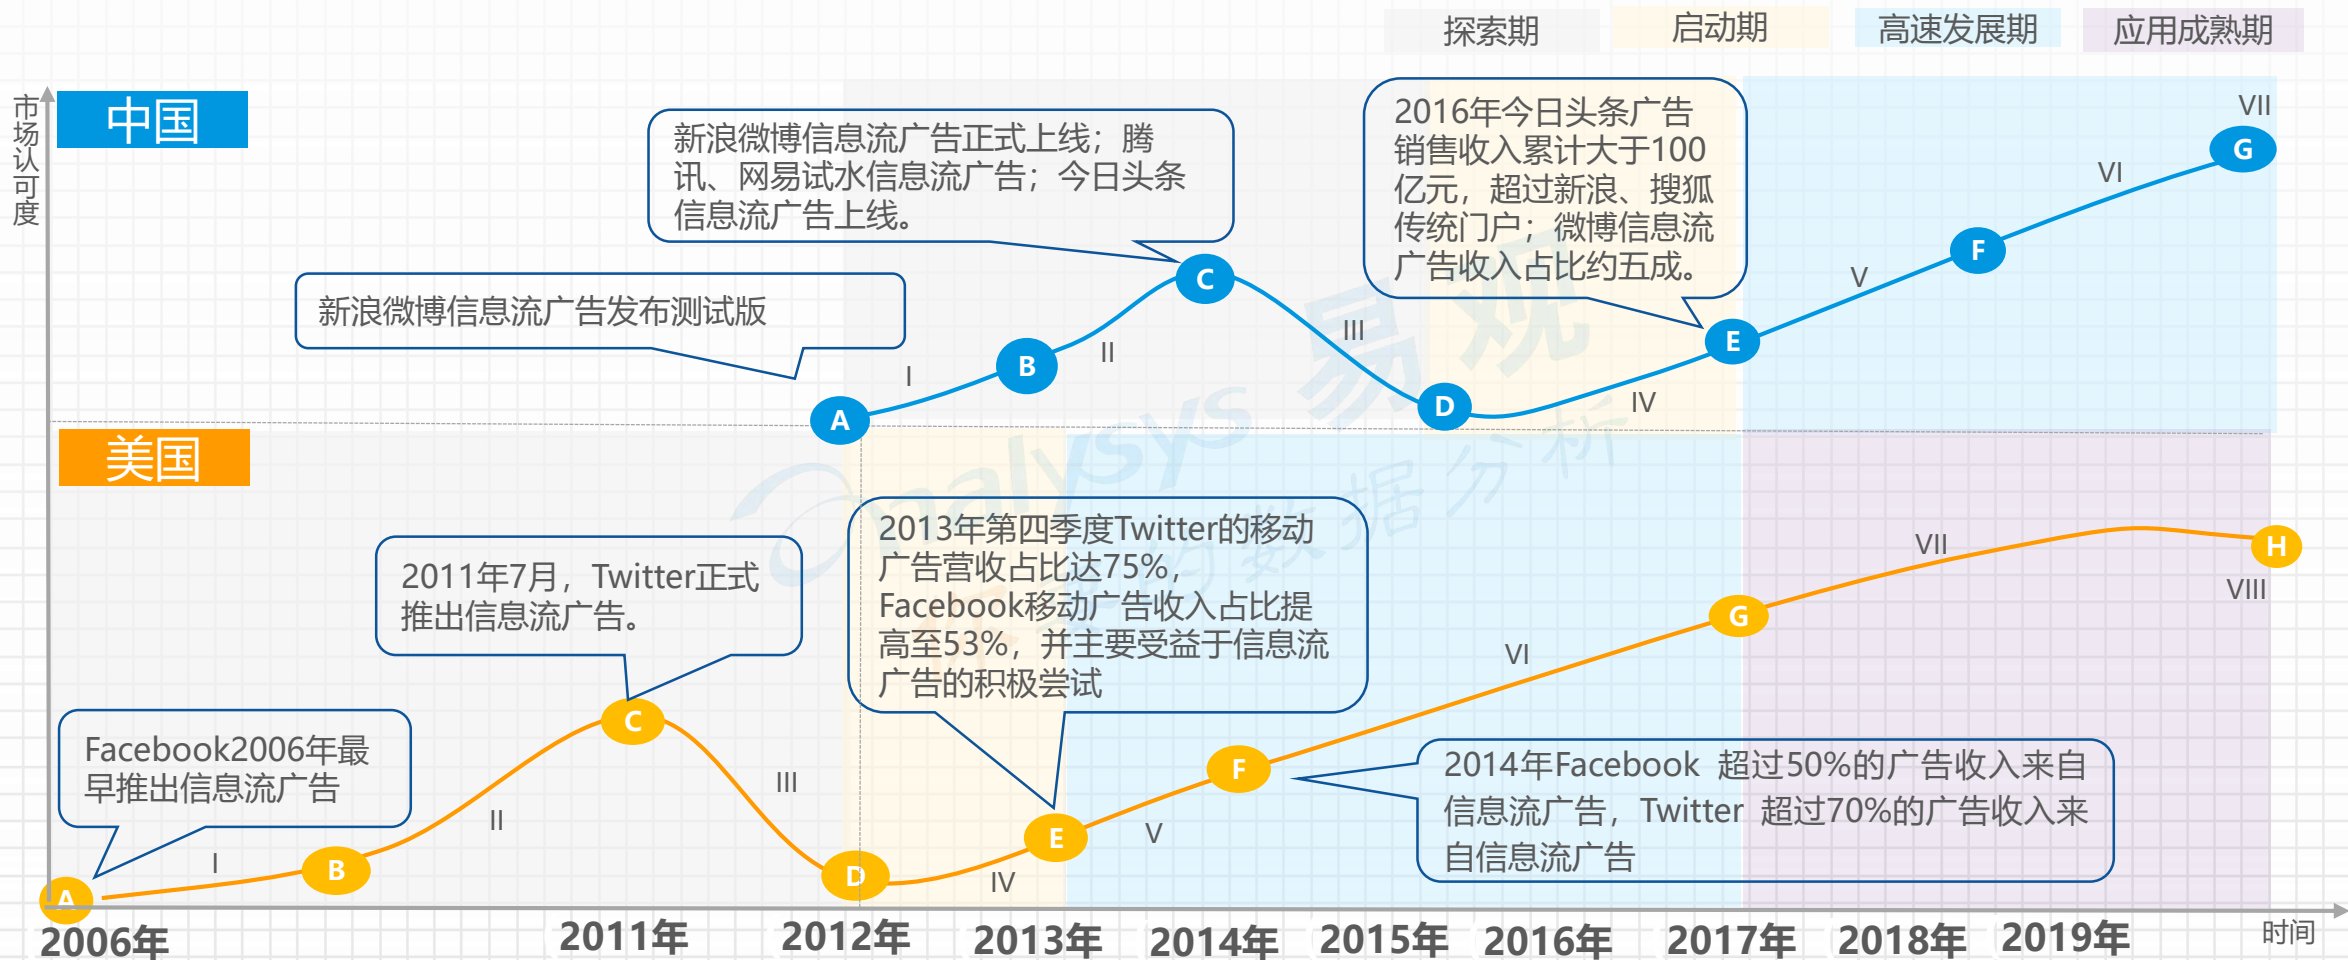 探索期
启动期
高速发展期
应用成熟期
市场认可度
中国
新浪微博信息流广告正式上线；腾
讯、网易试水信息流广告；今日头条
信息流广告上线。
2016年今日头条广告
销售收入累计大于100
亿元，超过新浪、搜狐
传统门户；微博信息流
广告收入占比约五成。
新浪微博信息流广告发布测试版
A
I
B
II
C
III
D
IV
E
V
F
VI
G
VII
美国
Analysys 易观
你要的数据分析
Facebook2006年最
早推出信息流广告
2011年7月，Twitter正式
推出信息流广告。
2013年第四季度Twitter的移动
广告营收占比达75%，
Facebook移动广告收入占比提
高至53%，并主要受益于信息流
广告的积极尝试
2014年Facebook 超过50%的广告收入来自
信息流广告，Twitter 超过70%的广告收入来
自信息流广告
A
I
B
II
C
III
D
IV
E
V
F
VI
G
VII
H
VIII
2006年
2011年
2012年
2013年
2014年
2015年
2016年
2017年
2018年
2019年
时间